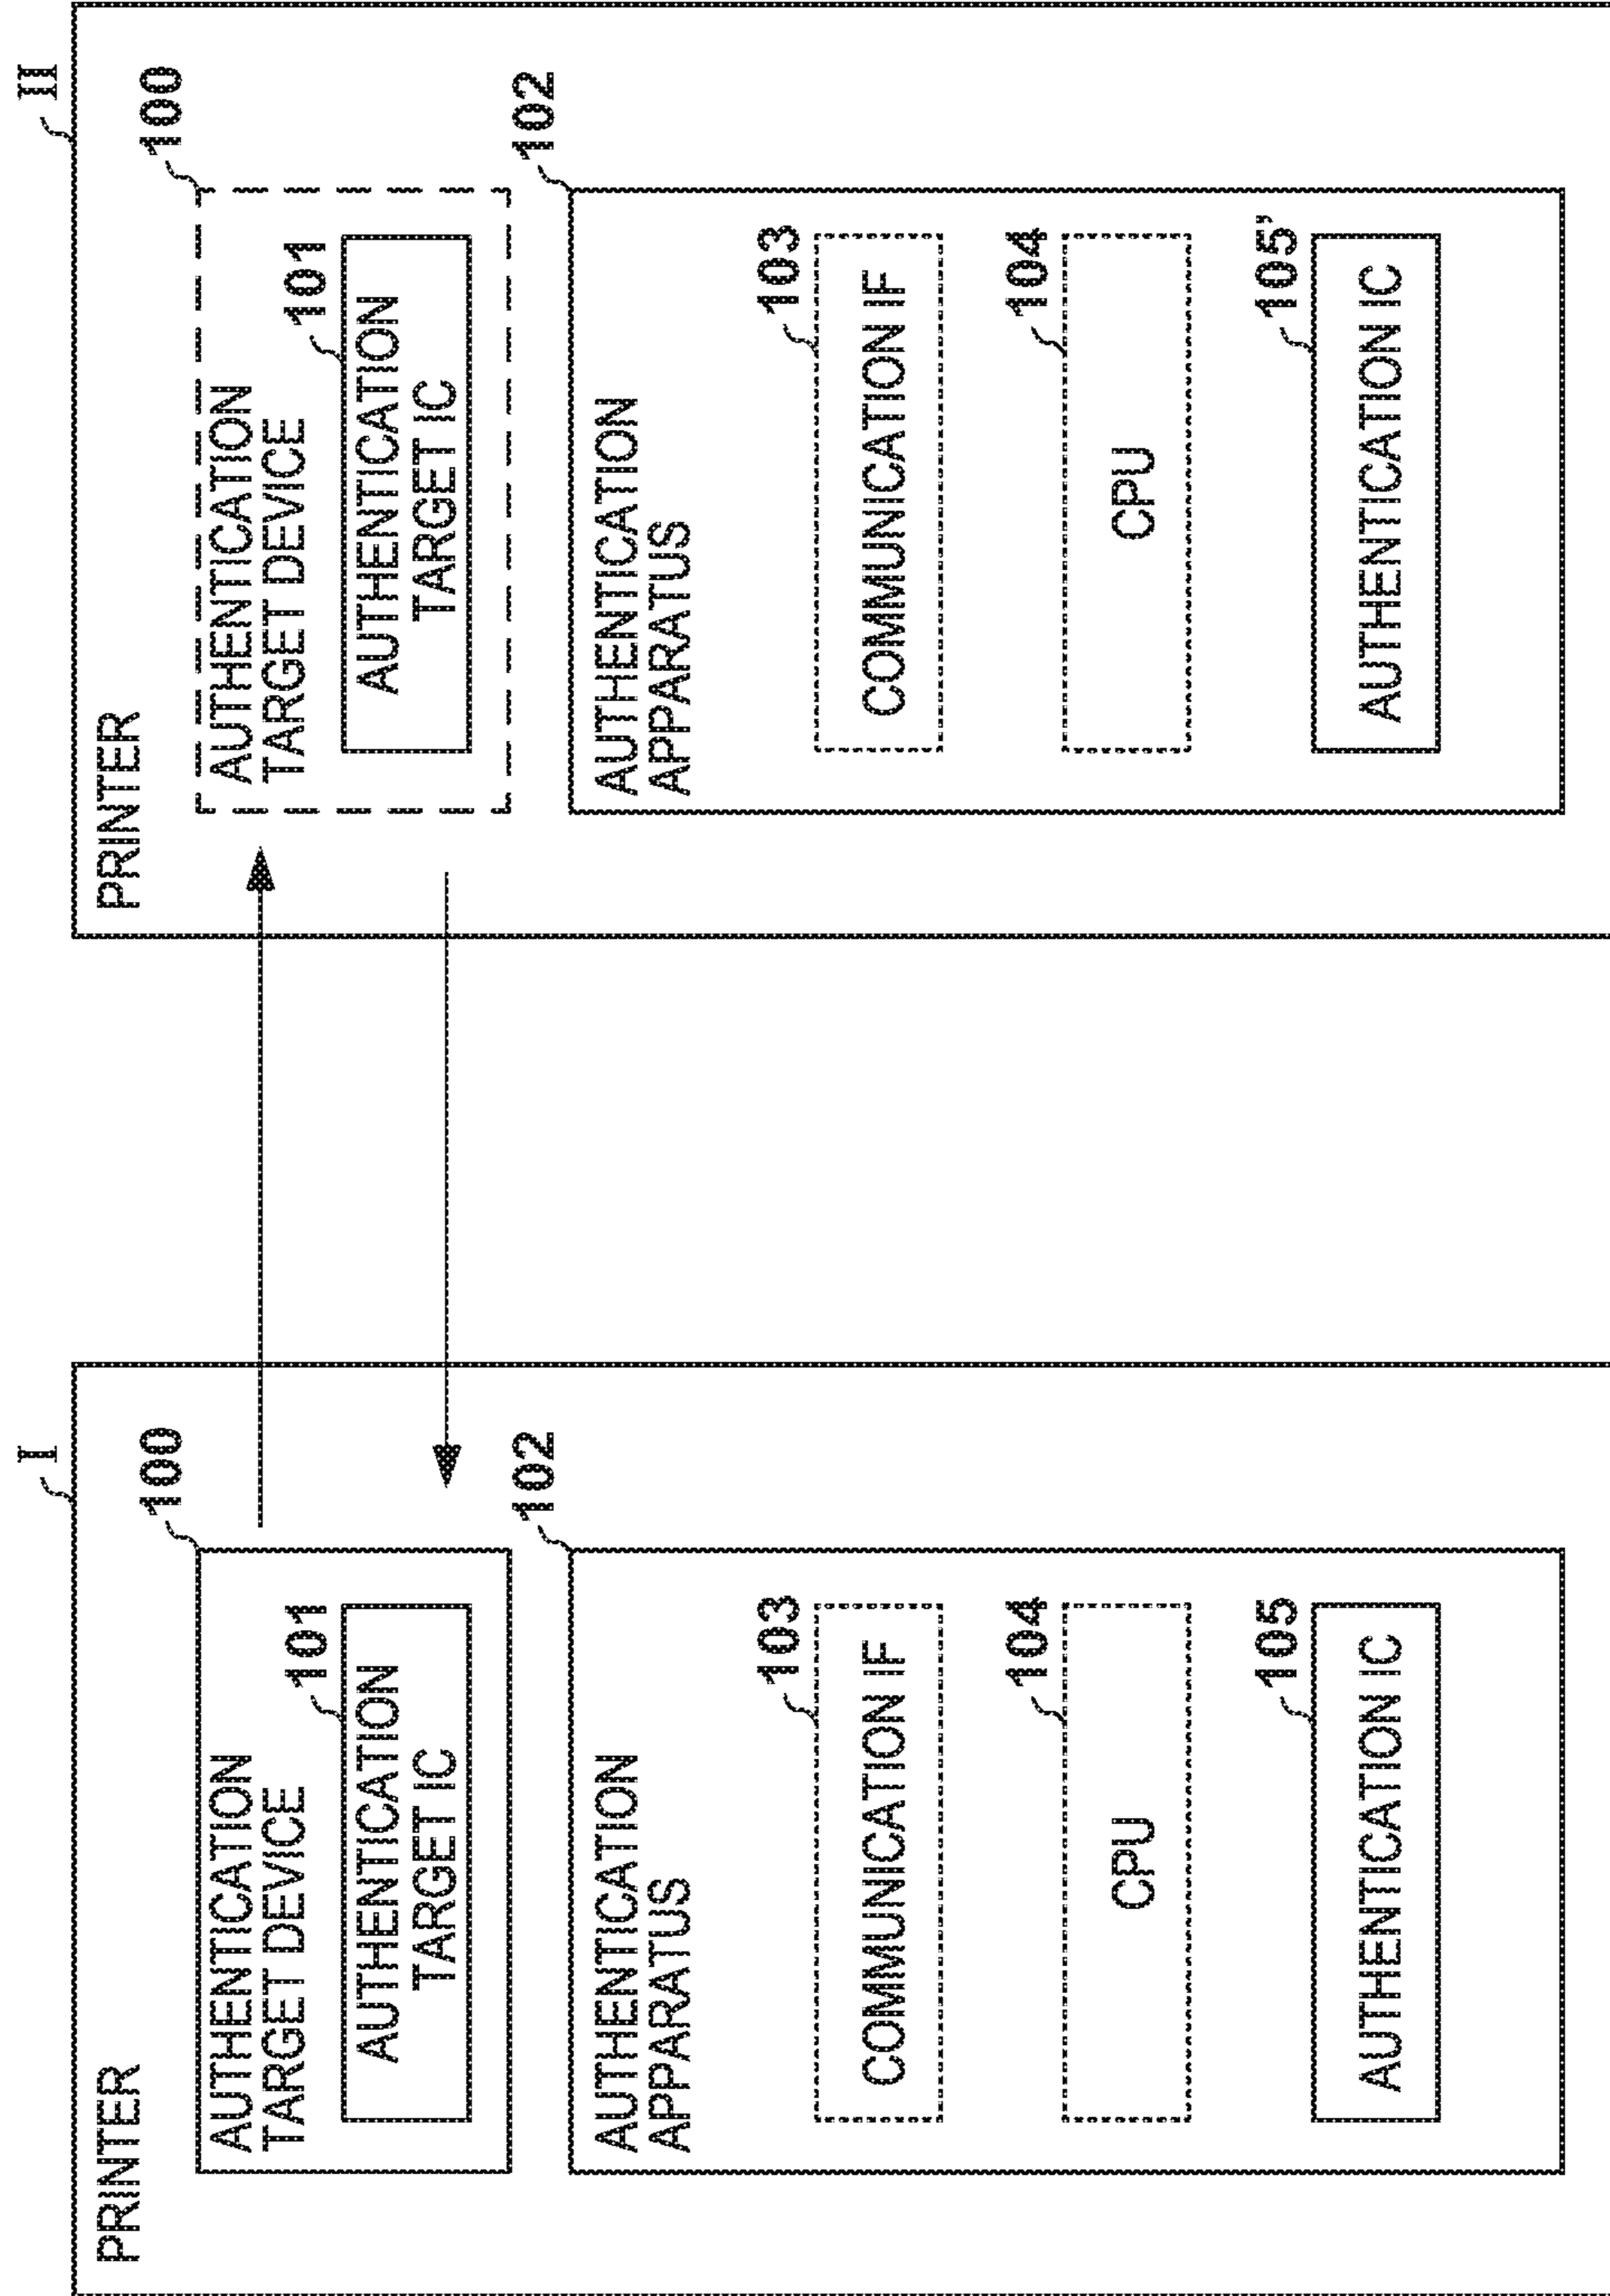 I
PRINTER
100
AUTHENTICATION
TARGET DEVICE
101
AUTHENTICATION
TARGET IC
102
AUTHENTICATION
APPARATUS
103
COMMUNICATION IF
104
CPU
105
AUTHENTICATION IC
II
PRINTER
100
AUTHENTICATION
TARGET DEVICE
101
AUTHENTICATION
TARGET IC
102
AUTHENTICATION
APPARATUS
103
COMMUNICATION IF
104
CPU
105'
AUTHENTICATION IC